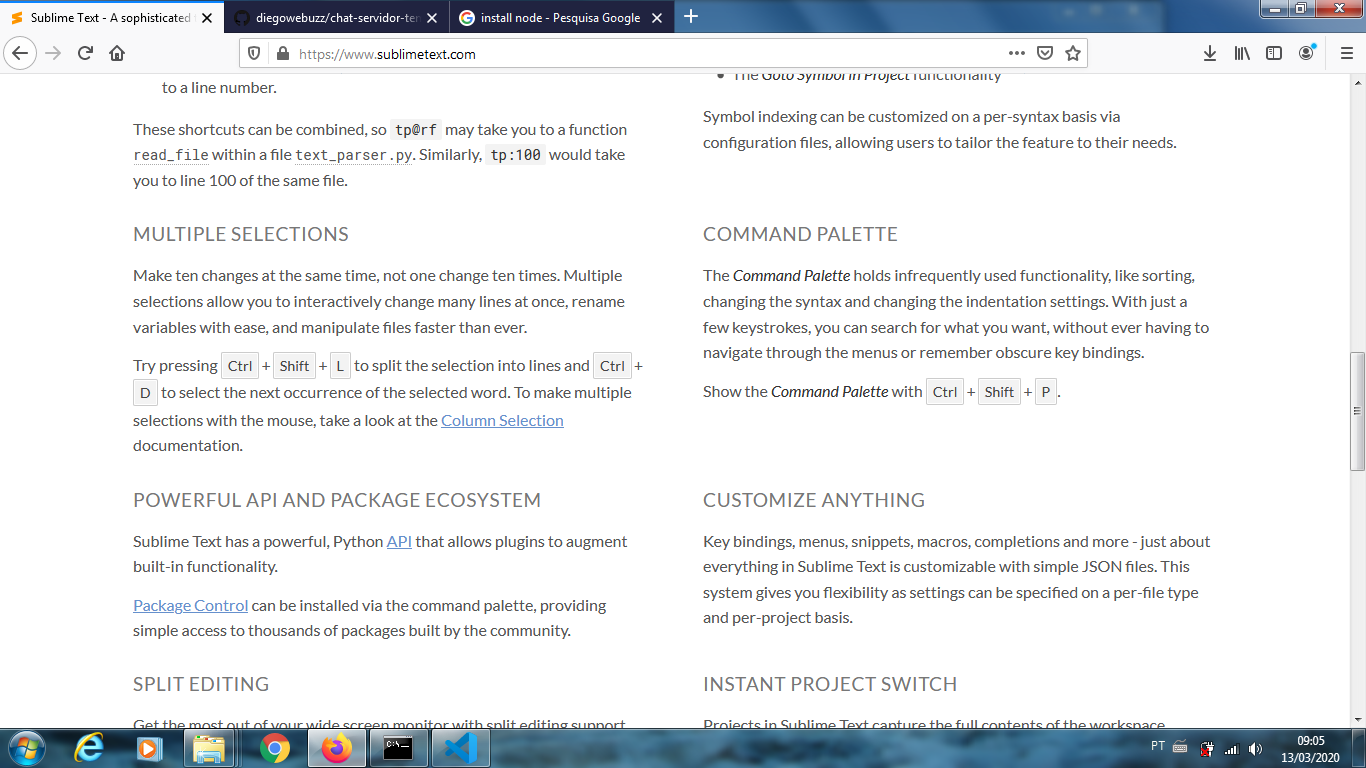 Sublime Text - A sophisticated
diegowebuzz/chat-servidor-ter
install node - Pesquisa Google
https://www.sublimetext.com
to a line number.
These shortcuts can be combined, so tp@rf may take you to a function
read_file within a file text_parser.py. Similarly, tp:100 would take
you to line 100 of the same file.
The Goto Symbol in Project functionality
Symbol indexing can be customized on a per-syntax basis via
configuration files, allowing users to tailor the feature to their needs.
MULTIPLE SELECTIONS
Make ten changes at the same time, not one change ten times. Multiple
selections allow you to interactively change many lines at once, rename
variables with ease, and manipulate files faster than ever.
Try pressing Ctrl + Shift + L to split the selection into lines and Ctrl +
D to select the next occurrence of the selected word. To make multiple
selections with the mouse, take a look at the Column Selection
documentation.
COMMAND PALETTE
The Command Palette holds infrequently used functionality, like sorting,
changing the syntax and changing the indentation settings. With just a
few keystrokes, you can search for what you want, without ever having to
navigate through the menus or remember obscure key bindings.
Show the Command Palette with Ctrl + Shift + P.
POWERFUL API AND PACKAGE ECOSYSTEM
Sublime Text has a powerful, Python API that allows plugins to augment
built-in functionality.
Package Control can be installed via the command palette, providing
simple access to thousands of packages built by the community.
CUSTOMIZE ANYTHING
Key bindings, menus, snippets, macros, completions and more - just about
everything in Sublime Text is customizable with simple JSON files. This
system gives you flexibility as settings can be specified on a per-file type
and per-project basis.
SPLIT EDITING
Get the most out of your wide screen monitor with split editing support.
INSTANT PROJECT SWITCH
Projects in Sublime Text capture the full contents of the workspace,
C:\
PT
09:05
13/03/2020